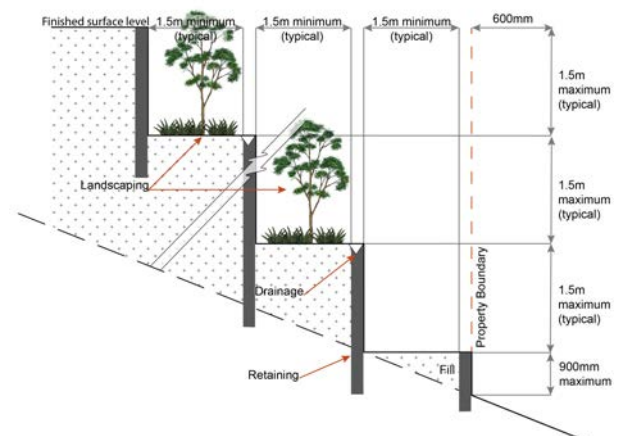 Finished surface level
1.5m minimum
(typical)
1.5m minimum
(typical)
1.5m minimum
(typical)
600mm
1.5m
maximum
(typical)
Landscaping
1.5m
maximum
(typical)
Drainage
Property Boundary
1.5m
maximum
(typical)
Retaining
Fill
900mm
maximum